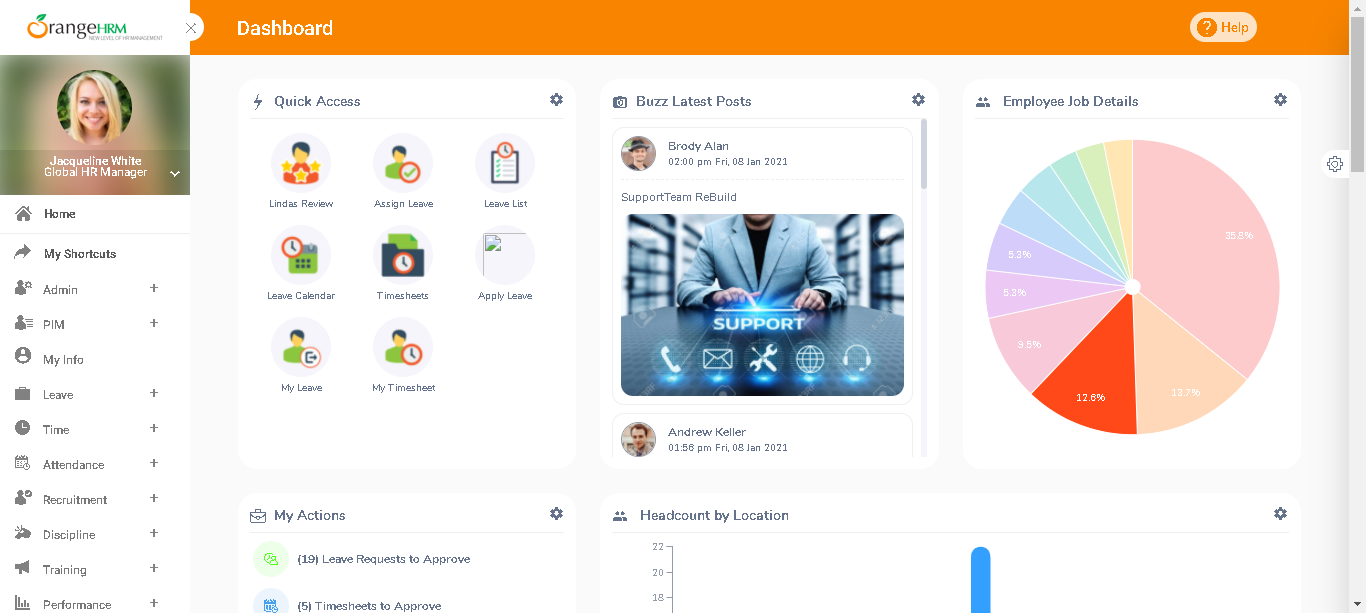 OrangeHRM
NEW LEVEL OF HR MANAGEMENT
Dashboard
? Help
Jacqueline White
Global HR Manager
Home
My Shortcuts
Admin +
PIM +
My Info
Leave +
Time +
Attendance +
Recruitment +
Discipline +
Training +
Performance +
Quick Access
Lindas Review
Assign Leave
Leave List
Leave Calendar
Timesheets
Apply Leave
My Leave
My Timesheet
Buzz Latest Posts
Brody Alan
02:00 pm Fri, 08 Jan 2021
SupportTeam ReBuild
SUPPORT
Andrew Keller
01:56 pm Fri, 08 Jan 2021
Employee Job Details
35.8%
13.7%
12.6%
9.5%
5.3%
5.3%
My Actions
(19) Leave Requests to Approve
(5) Timesheets to Approve
Headcount by Location
22
20
18